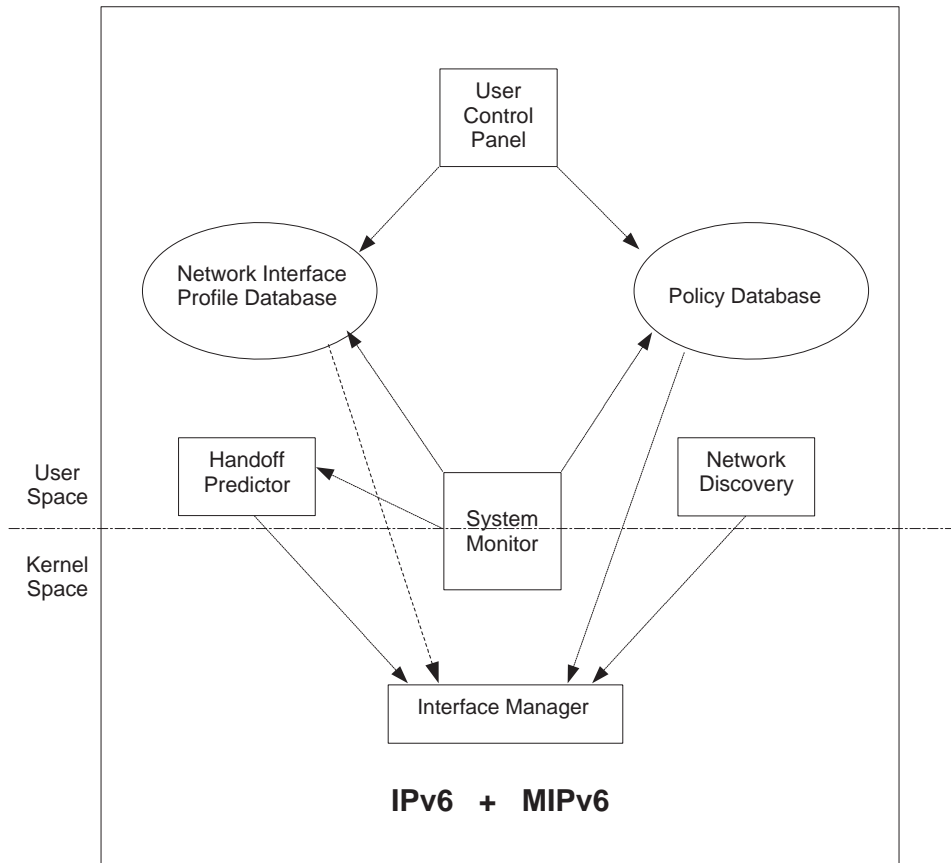 User
Control
Panel
Network Interface
Profile Database
Policy Database
Handoff
Predictor
Network
Discovery
User
Space
System
Monitor
Kernel
Space
Interface Manager
IPv6 + MIPv6